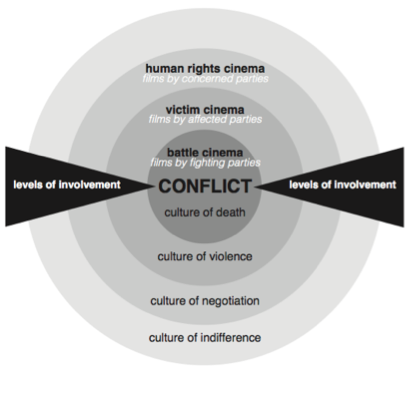 human rights cinema
films by concerned parties
victim cinema
films by affected parties
battle cinema
films by fighting parties
levels of involvement
CONFLICT
levels of involvement
culture of death
culture of violence
culture of negotiation
culture of indifference